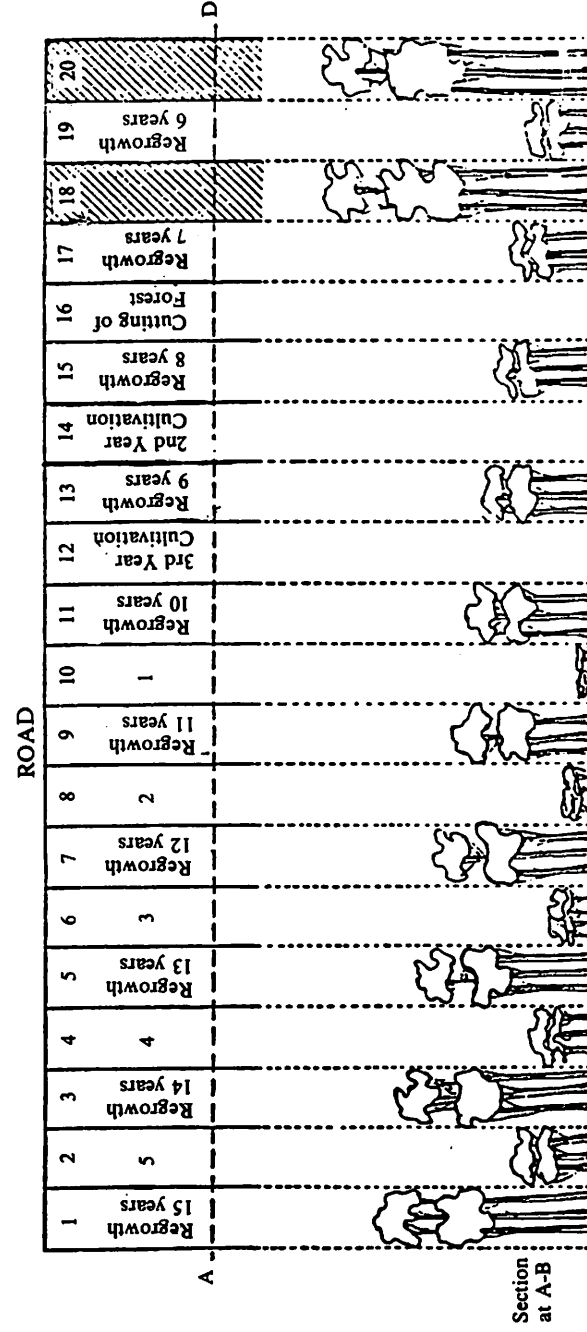 ROAD
1 2 3 4 5 6 7 8 9 10 11 12 13 14 15 16 17 18 19 20
Regrowth
15 years
5
Regrowth
14 years
4
Regrowth
13 years
3
Regrowth
12 years
2
Regrowth
11 years
1
Regrowth
10 years
3rd Year
Cultivation
Regrowth
9 years
2nd Year
Cultivation
Regrowth
8 years
Cutting of
Forest
Regrowth
7 years
Regrowth
6 years
A D
Section
at A-B